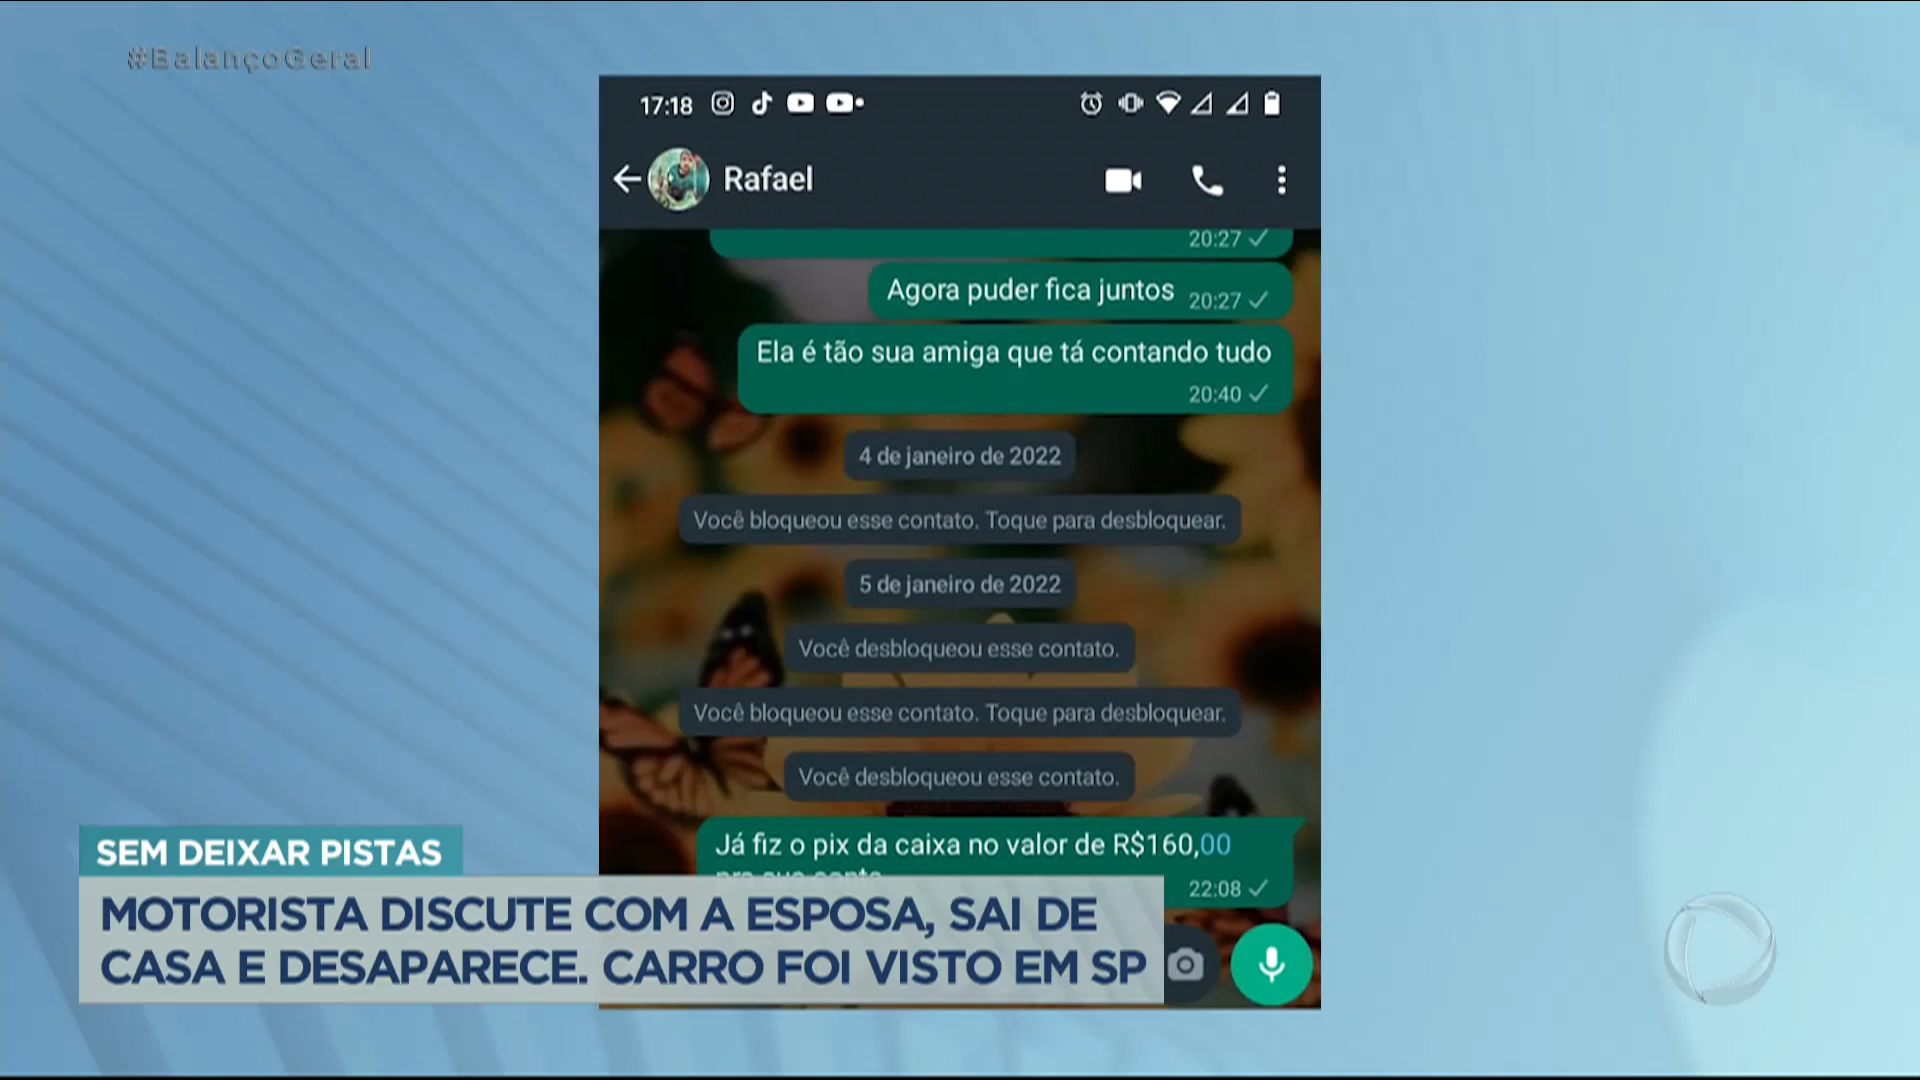 #BalançoGeral
17:18
Rafael
20:27
Agora puder fica juntos 20:27
Ela é tão sua amiga que tá contando tudo
20:40
4 de janeiro de 2022
Você bloqueou esse contato. Toque para desbloquear.
5 de janeiro de 2022
Você desbloqueou esse contato.
Você bloqueou esse contato. Toque para desbloquear.
Você desbloqueou esse contato.
Já fiz o pix da caixa no valor de R$160,00
22:08
SEM DEIXAR PISTAS
MOTORISTA DISCUTE COM A ESPOSA, SAI DE
CASA E DESAPARECE. CARRO FOI VISTO EM SP